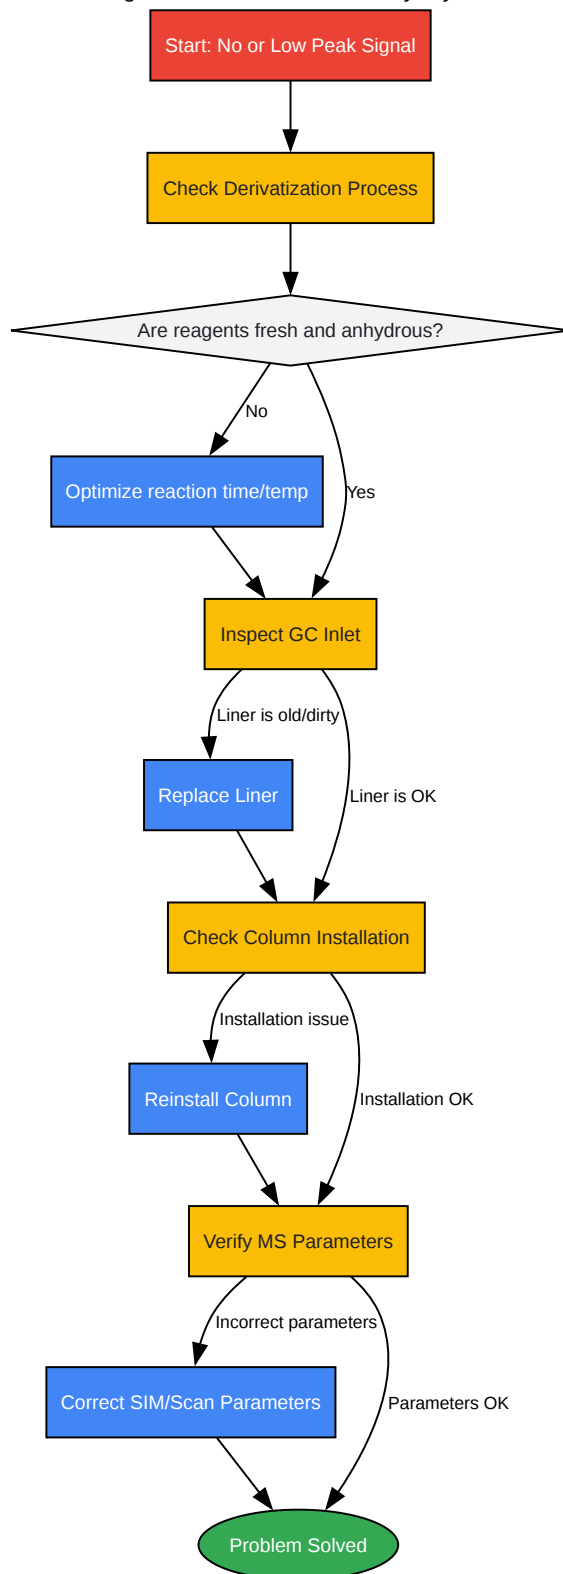 Start: No or Low Peak Signal
Check Derivatization Process
Are reagents fresh and anhydrous?
No
Optimize reaction time/temp
Yes
Inspect GC Inlet
Liner is old/dirty
Replace Liner
Liner is OK
Check Column Installation
Installation issue
Reinstall Column
Installation OK
Verify MS Parameters
Incorrect parameters
Correct SIM/Scan Parameters
Parameters OK
Problem Solved